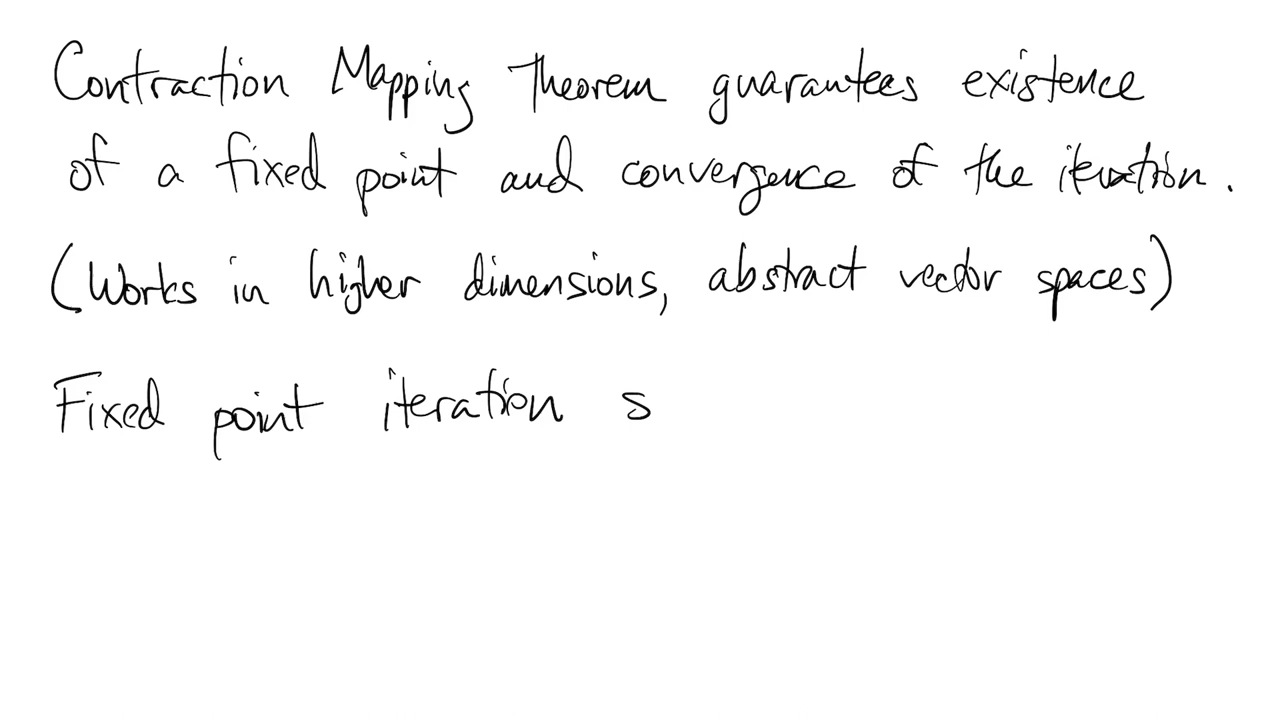 Contraction Mapping Theorem guarantees existence
of a fixed point and convergence of the iteration.
(Works in higher dimensions, abstract vector spaces)
Fixed point iteration s